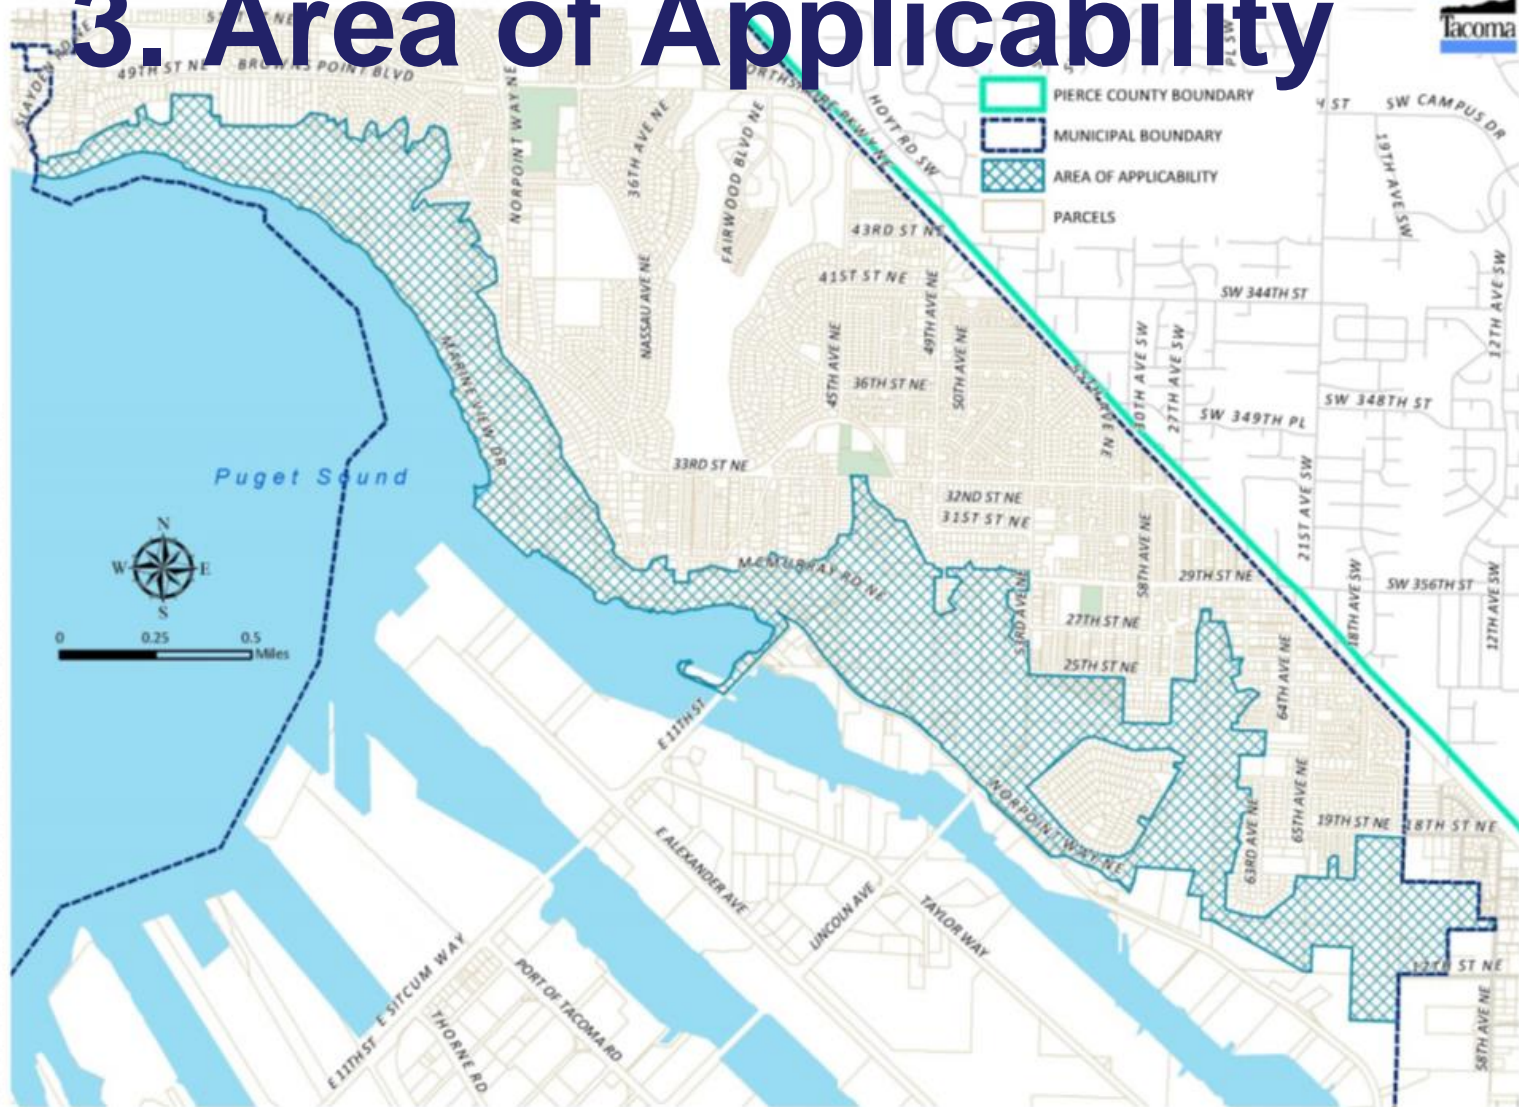 3. Area of Applicability
Tacoma
PIERCE COUNTY BOUNDARY
MUNICIPAL BOUNDARY
AREA OF APPLICABILITY
PARCELS
49TH ST NE
BROWNS POINT BLVD
NORPOINT WAY NE
36TH AVE NE
FAIRWOOD BLVD NE
HOYT RD SW
PL SW
H ST
SW CAMPUS DR
19TH AVE SW
12TH AVE SW
43RD ST NE
41ST ST NE
49TH AVE NE
NASSAU AVE NE
45TH AVE NE
36TH ST NE
50TH AVE NE
SW 344TH ST
30TH AVE SW
27TH AVE SW
SW 349TH PL
SW 348TH ST
MARINE VIEW DR
33RD ST NE
32ND ST NE
31ST ST NE
21ST AVE SW
Puget Sound
N
W
E
S
0
0.25
0.5
Miles
MCMURRAY RD NE
53RD AVE NE
58TH AVE NE
29TH ST NE
27TH ST NE
25TH ST NE
18TH AVE SW
SW 356TH ST
12TH AVE SW
64TH AVE NE
E 11TH ST
NORPOINT WAY NE
65TH AVE NE
63RD AVE NE
19TH ST NE
18TH ST NE
E ALEXANDER AVE
LINCOLN AVE
TAYLOR WAY
12TH ST NE
58TH AVE NE
E SITCUM WAY
PORT OF TACOMA RD
E 11TH ST
THORNE RD